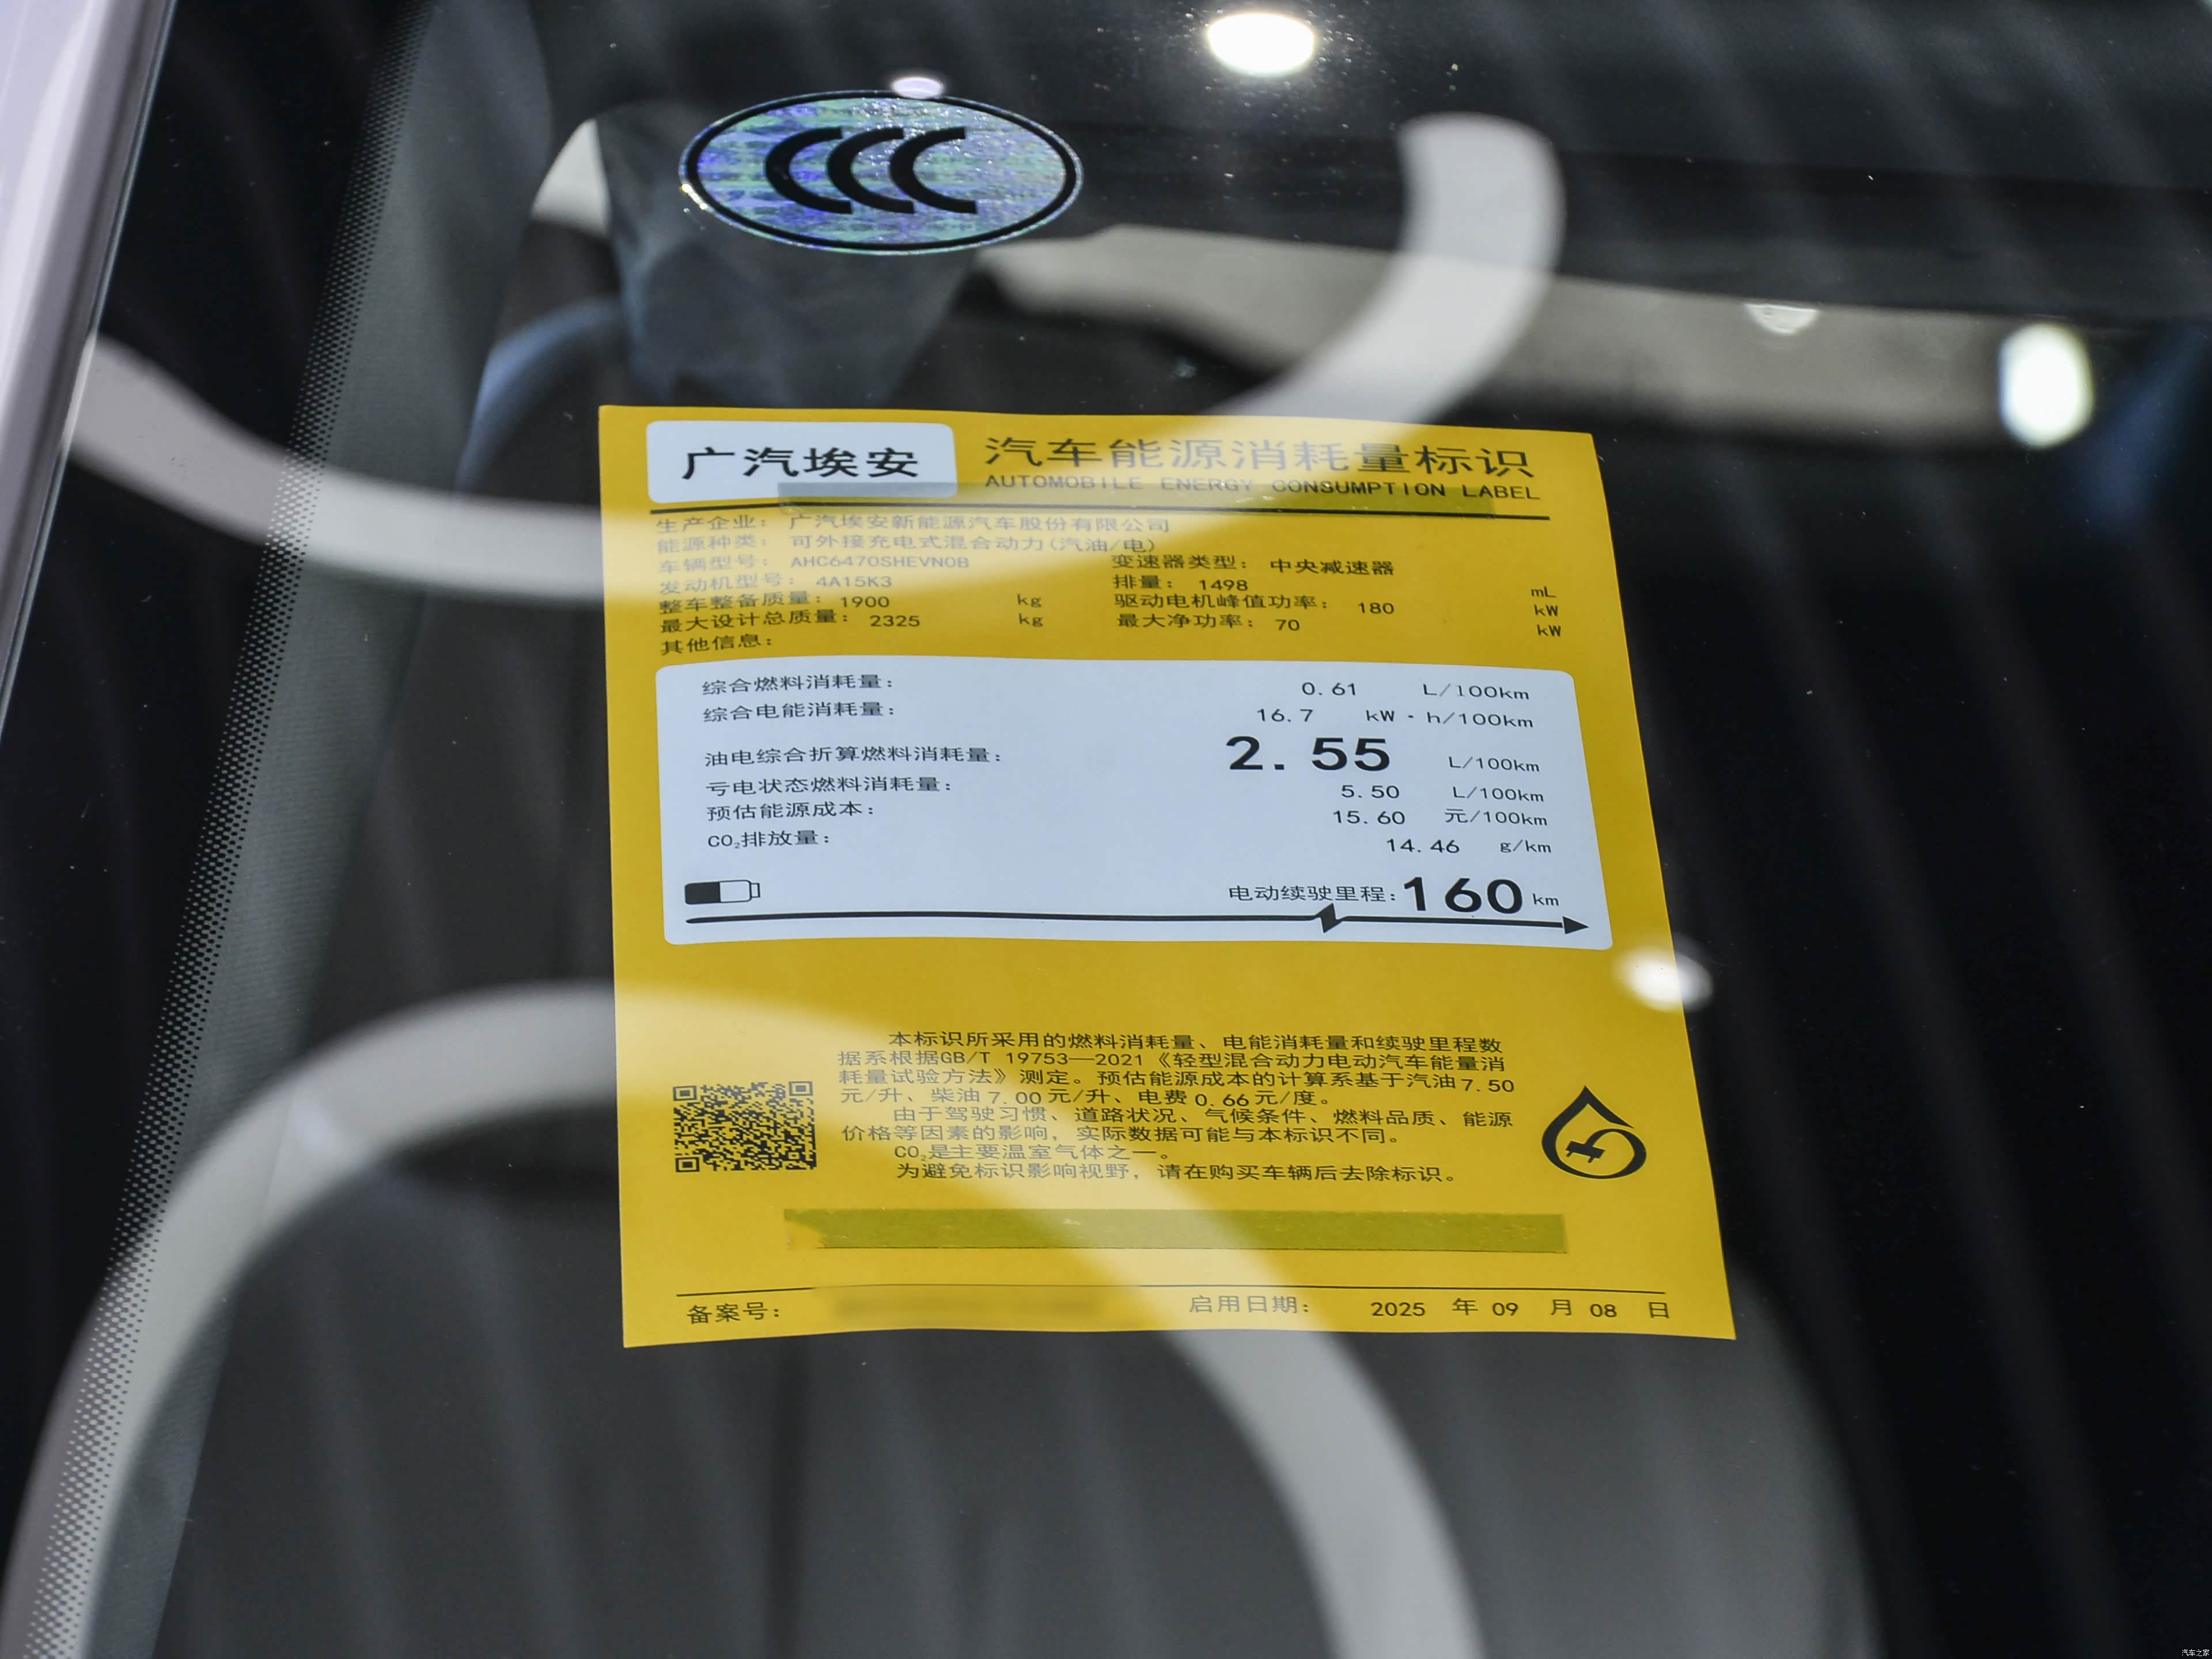 CCC
广汽埃安 汽车能源消耗量标识
AUTOMOBILE ENERGY CONSUMPTION LABEL
生产企业： 广汽埃安新能源汽车股份有限公司
能源种类： 可外接充电式混合动力(汽油/电)
车辆型号： AHC6470SHEVN0B 变速器类型： 中央减速器
发动机型号： 4A15K3 排量： 1498 mL
整车整备质量： 1900 kg 驱动电机峰值功率： 180 kW
最大设计总质量： 2325 kg 最大净功率： 70 kW
其他信息：
综合燃料消耗量： 0.61 L/100km
综合电能消耗量： 16.7 kW·h/100km
油电综合折算燃料消耗量： 2.55 L/100km
亏电状态燃料消耗量： 5.50 L/100km
预估能源成本： 15.60 元/100km
CO₂排放量： 14.46 g/km
电动续驶里程：160 km
本标识所采用的燃料消耗量、电能消耗量和续驶里程数
据系根据GB/T 19753—2021《轻型混合动力电动汽车能量消
耗量试验方法》测定。预估能源成本的计算系基于汽油7.50
元/升、柴油7.00元/升、电费0.66元/度。
由于驾驶习惯、道路状况、气候条件、燃料品质、能源
价格等因素的影响，实际数据可能与本标识不同。
CO₂是主要温室气体之一。
为避免标识影响视野，请在购买车辆后去除标识。
备案号： 启用日期： 2025 年 09 月 08 日
汽车之家